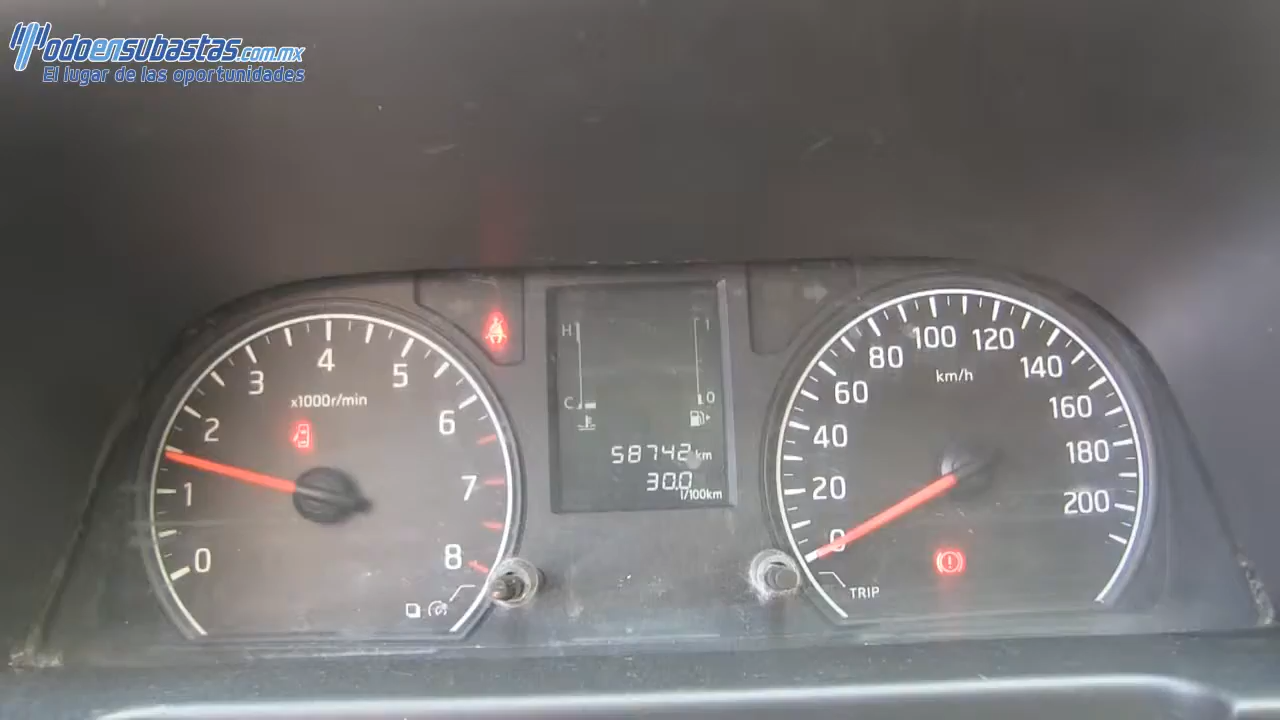 todoensubastas.com.mx
El lugar de las oportunidades
0 1 2 3 4 5 6 7 8
x1000r/min
H 1
C 0
58742 km
30.0 l/100km
0 20 40 60 80 100 120 140 160 180 200
km/h
TRIP